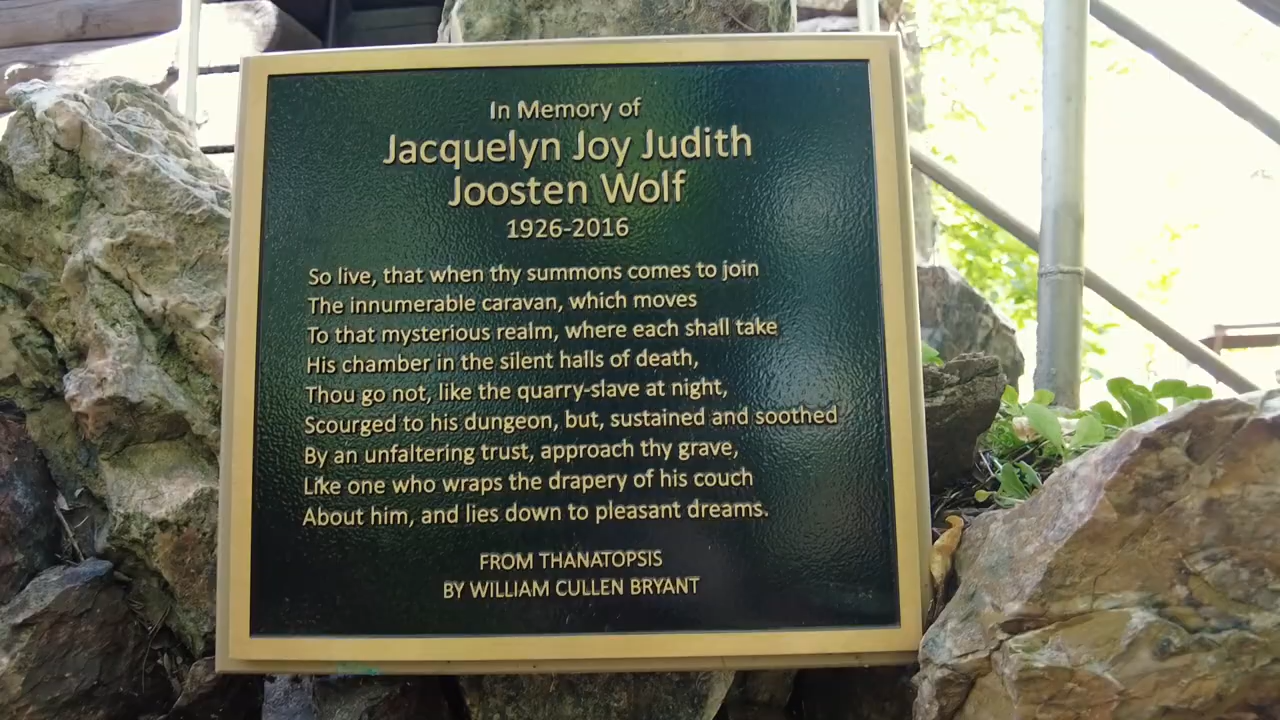 In Memory of
Jacquelyn Joy Judith
Joosten Wolf
1926-2016
So live, that when thy summons comes to join
The innumerable caravan, which moves
To that mysterious realm, where each shall take
His chamber in the silent halls of death,
Thou go not, like the quarry-slave at night,
Scourged to his dungeon, but, sustained and soothed
By an unfaltering trust, approach thy grave,
Like one who wraps the drapery of his couch
About him, and lies down to pleasant dreams.
FROM THANATOPSIS
BY WILLIAM CULLEN BRYANT